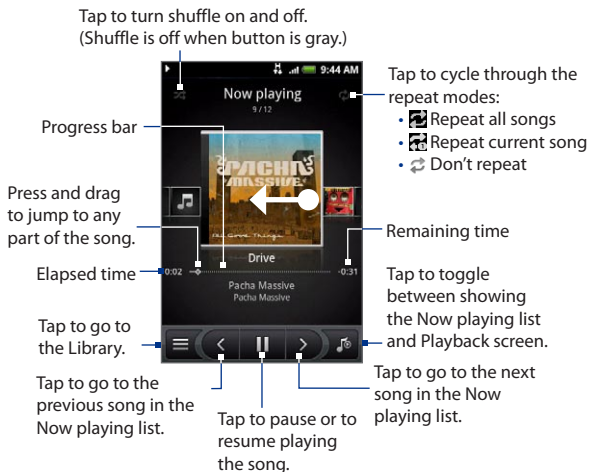 Tap to turn shuffle on and off.
(Shuffle is off when button is gray.)
9:44 AM
Now playing
9 / 12
Tap to cycle through the
repeat modes:
• Repeat all songs
• Repeat current song
• Don't repeat
Progress bar
PACHA
MASSIVE
All Good Things
Press and drag
to jump to any
part of the song.
Remaining time
Drive
Elapsed time
0:02
-0:31
Pacha Massive
Pacha Massive
Tap to toggle
between showing
the Now playing list
and Playback screen.
Tap to go to
the Library.
Tap to go to the
previous song in the
Now playing list.
Tap to pause or to
resume playing
the song.
Tap to go to the next
song in the Now
playing list.